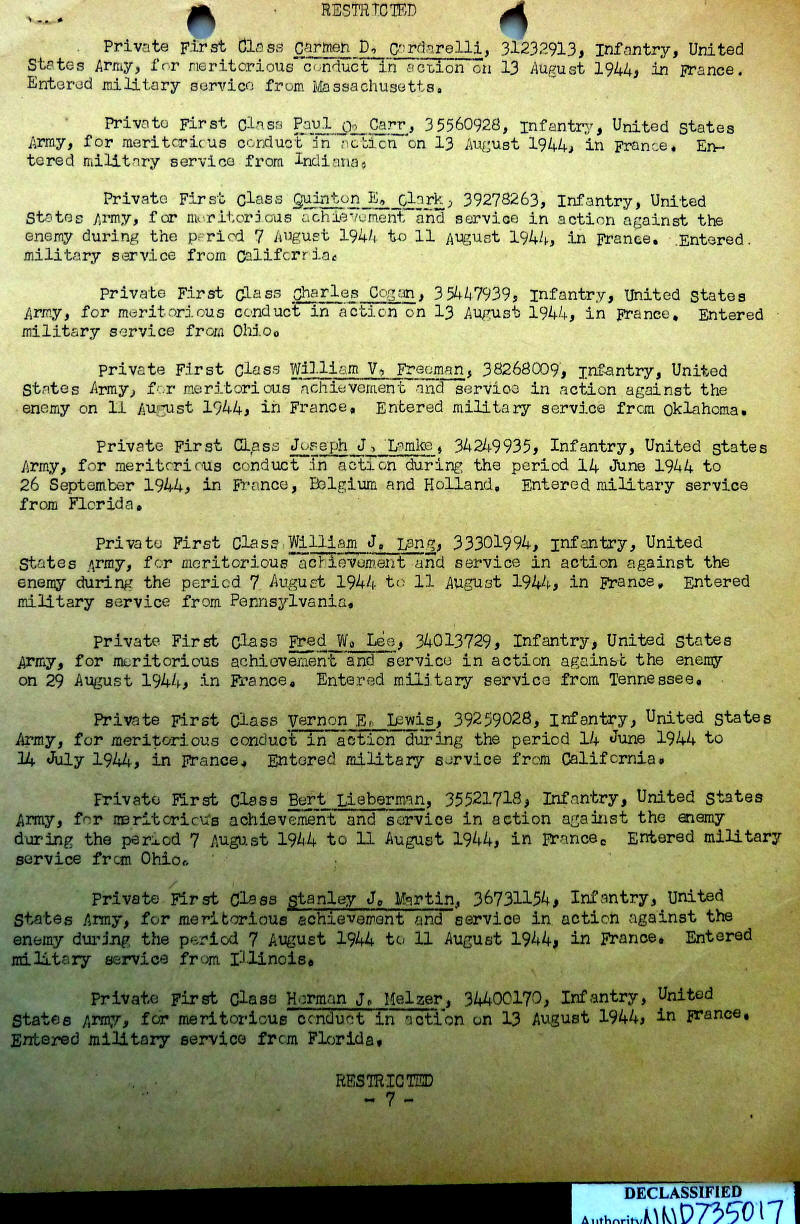 RESTRICTED
Private First Class Carmen D. Cardarelli, 31232913, Infantry, United
States Army, for meritorious conduct in action on 13 August 1944, in France.
Entered military service from Massachusetts.
Private First Class Paul O. Carr, 35560928, Infantry, United States
Army, for meritorious conduct in action on 13 August 1944, in France. En-
tered military service from Indiana.
Private First Class Quinton E. Clark, 39278263, Infantry, United
States Army, for meritorious achievement and service in action against the
enemy during the period 7 August 1944 to 11 August 1944, in France. Entered
military service from California.
Private First Class Charles Cogan, 35447939, Infantry, United States
Army, for meritorious conduct in action on 13 August 1944, in France. Entered
military service from Ohio.
Private First Class William V. Freeman, 38268009, Infantry, United
States Army, for meritorious achievement and service in action against the
enemy on 11 August 1944, in France. Entered military service from Oklahoma.
Private First Class Joseph J. Lamke, 34249935, Infantry, United States
Army, for meritorious conduct in action during the period 14 June 1944 to
26 September 1944, in France, Belgium and Holland. Entered military service
from Florida.
Private First Class William J. Lang, 33301994, Infantry, United
States Army, for meritorious achievement and service in action against the
enemy during the period 7 August 1944 to 11 August 1944, in France. Entered
military service from Pennsylvania.
Private First Class Fred W. Lee, 34013729, Infantry, United States
Army, for meritorious achievement and service in action against the enemy
on 29 August 1944, in France. Entered military service from Tennessee.
Private First Class Vernon E. Lewis, 39259028, Infantry, United States
Army, for meritorious conduct in action during the period 14 June 1944 to
14 July 1944, in France. Entered military service from California.
Private First Class Bert Lieberman, 35521718, Infantry, United States
Army, for meritorious achievement and service in action against the enemy
during the period 7 August 1944 to 11 August 1944, in France. Entered military
service from Ohio.
Private First Class Stanley J. Martin, 36731154, Infantry, United
States Army, for meritorious achievement and service in action against the
enemy during the period 7 August 1944 to 11 August 1944, in France. Entered
military service from Illinois.
Private First Class Herman J. Melzer, 34400170, Infantry, United
States Army, for meritorious conduct in action on 13 August 1944, in France.
Entered military service from Florida.
RESTRICTED
- 7 -
DECLASSIFIED
Authority NND735017